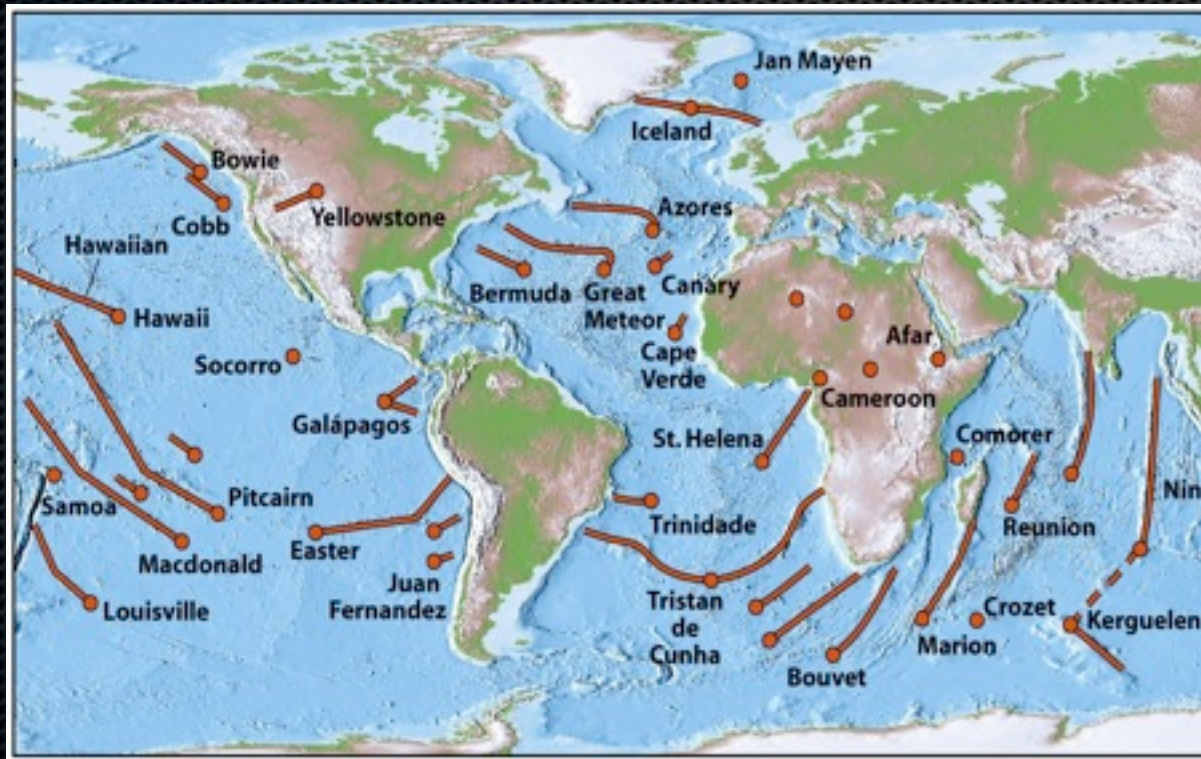 Jan Mayen
Iceland
Bowie
Cobb
Yellowstone
Azores
Hawaiian
Bermuda
Great
Meteor
Canary
Hawaii
Cape
Verde
Afar
Socorro
Cameroon
Galápagos
St. Helena
Comorer
Samoa
Pitcairn
Trinidade
Reunion
Nin
Easter
Macdonald
Juan
Fernandez
Louisville
Tristan
de
Cunha
Crozet
Kerguelen
Marion
Bouvet